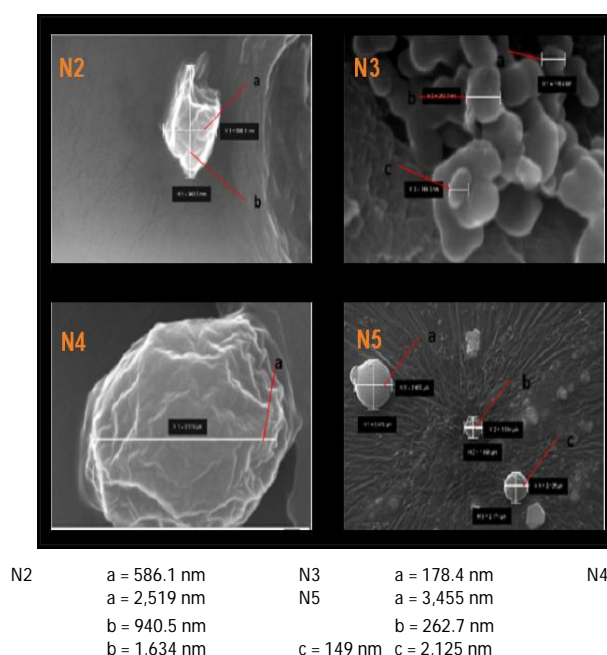 N2
a
b
N3
a
b
c
N4
a
N5
a
b
c
N2 a = 586.1 nm N3 a = 178.4 nm N4
a = 2,519 nm N5 a = 3,455 nm
b = 940.5 nm b = 262.7 nm
b = 1,634 nm c = 149 nm c = 2,125 nm